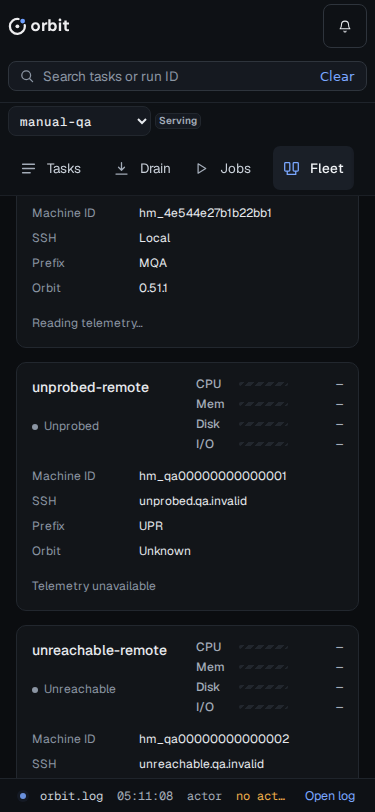 orbit
Search tasks or run ID Clear
manual-qa Serving
Tasks Drain Jobs Fleet
Machine ID hm_4e544e27b1b22bb1
SSH Local
Prefix MQA
Orbit 0.51.1
Reading telemetry…
unprobed-remote CPU –
Mem –
Unprobed Disk –
I/O –
Machine ID hm_qa00000000000001
SSH unprobed.qa.invalid
Prefix UPR
Orbit Unknown
Telemetry unavailable
unreachable-remote CPU –
Mem –
Unreachable Disk –
I/O –
Machine ID hm_qa00000000000002
SSH unreachable.qa.invalid
orbit.log 05:11:08 actor no act… Open log